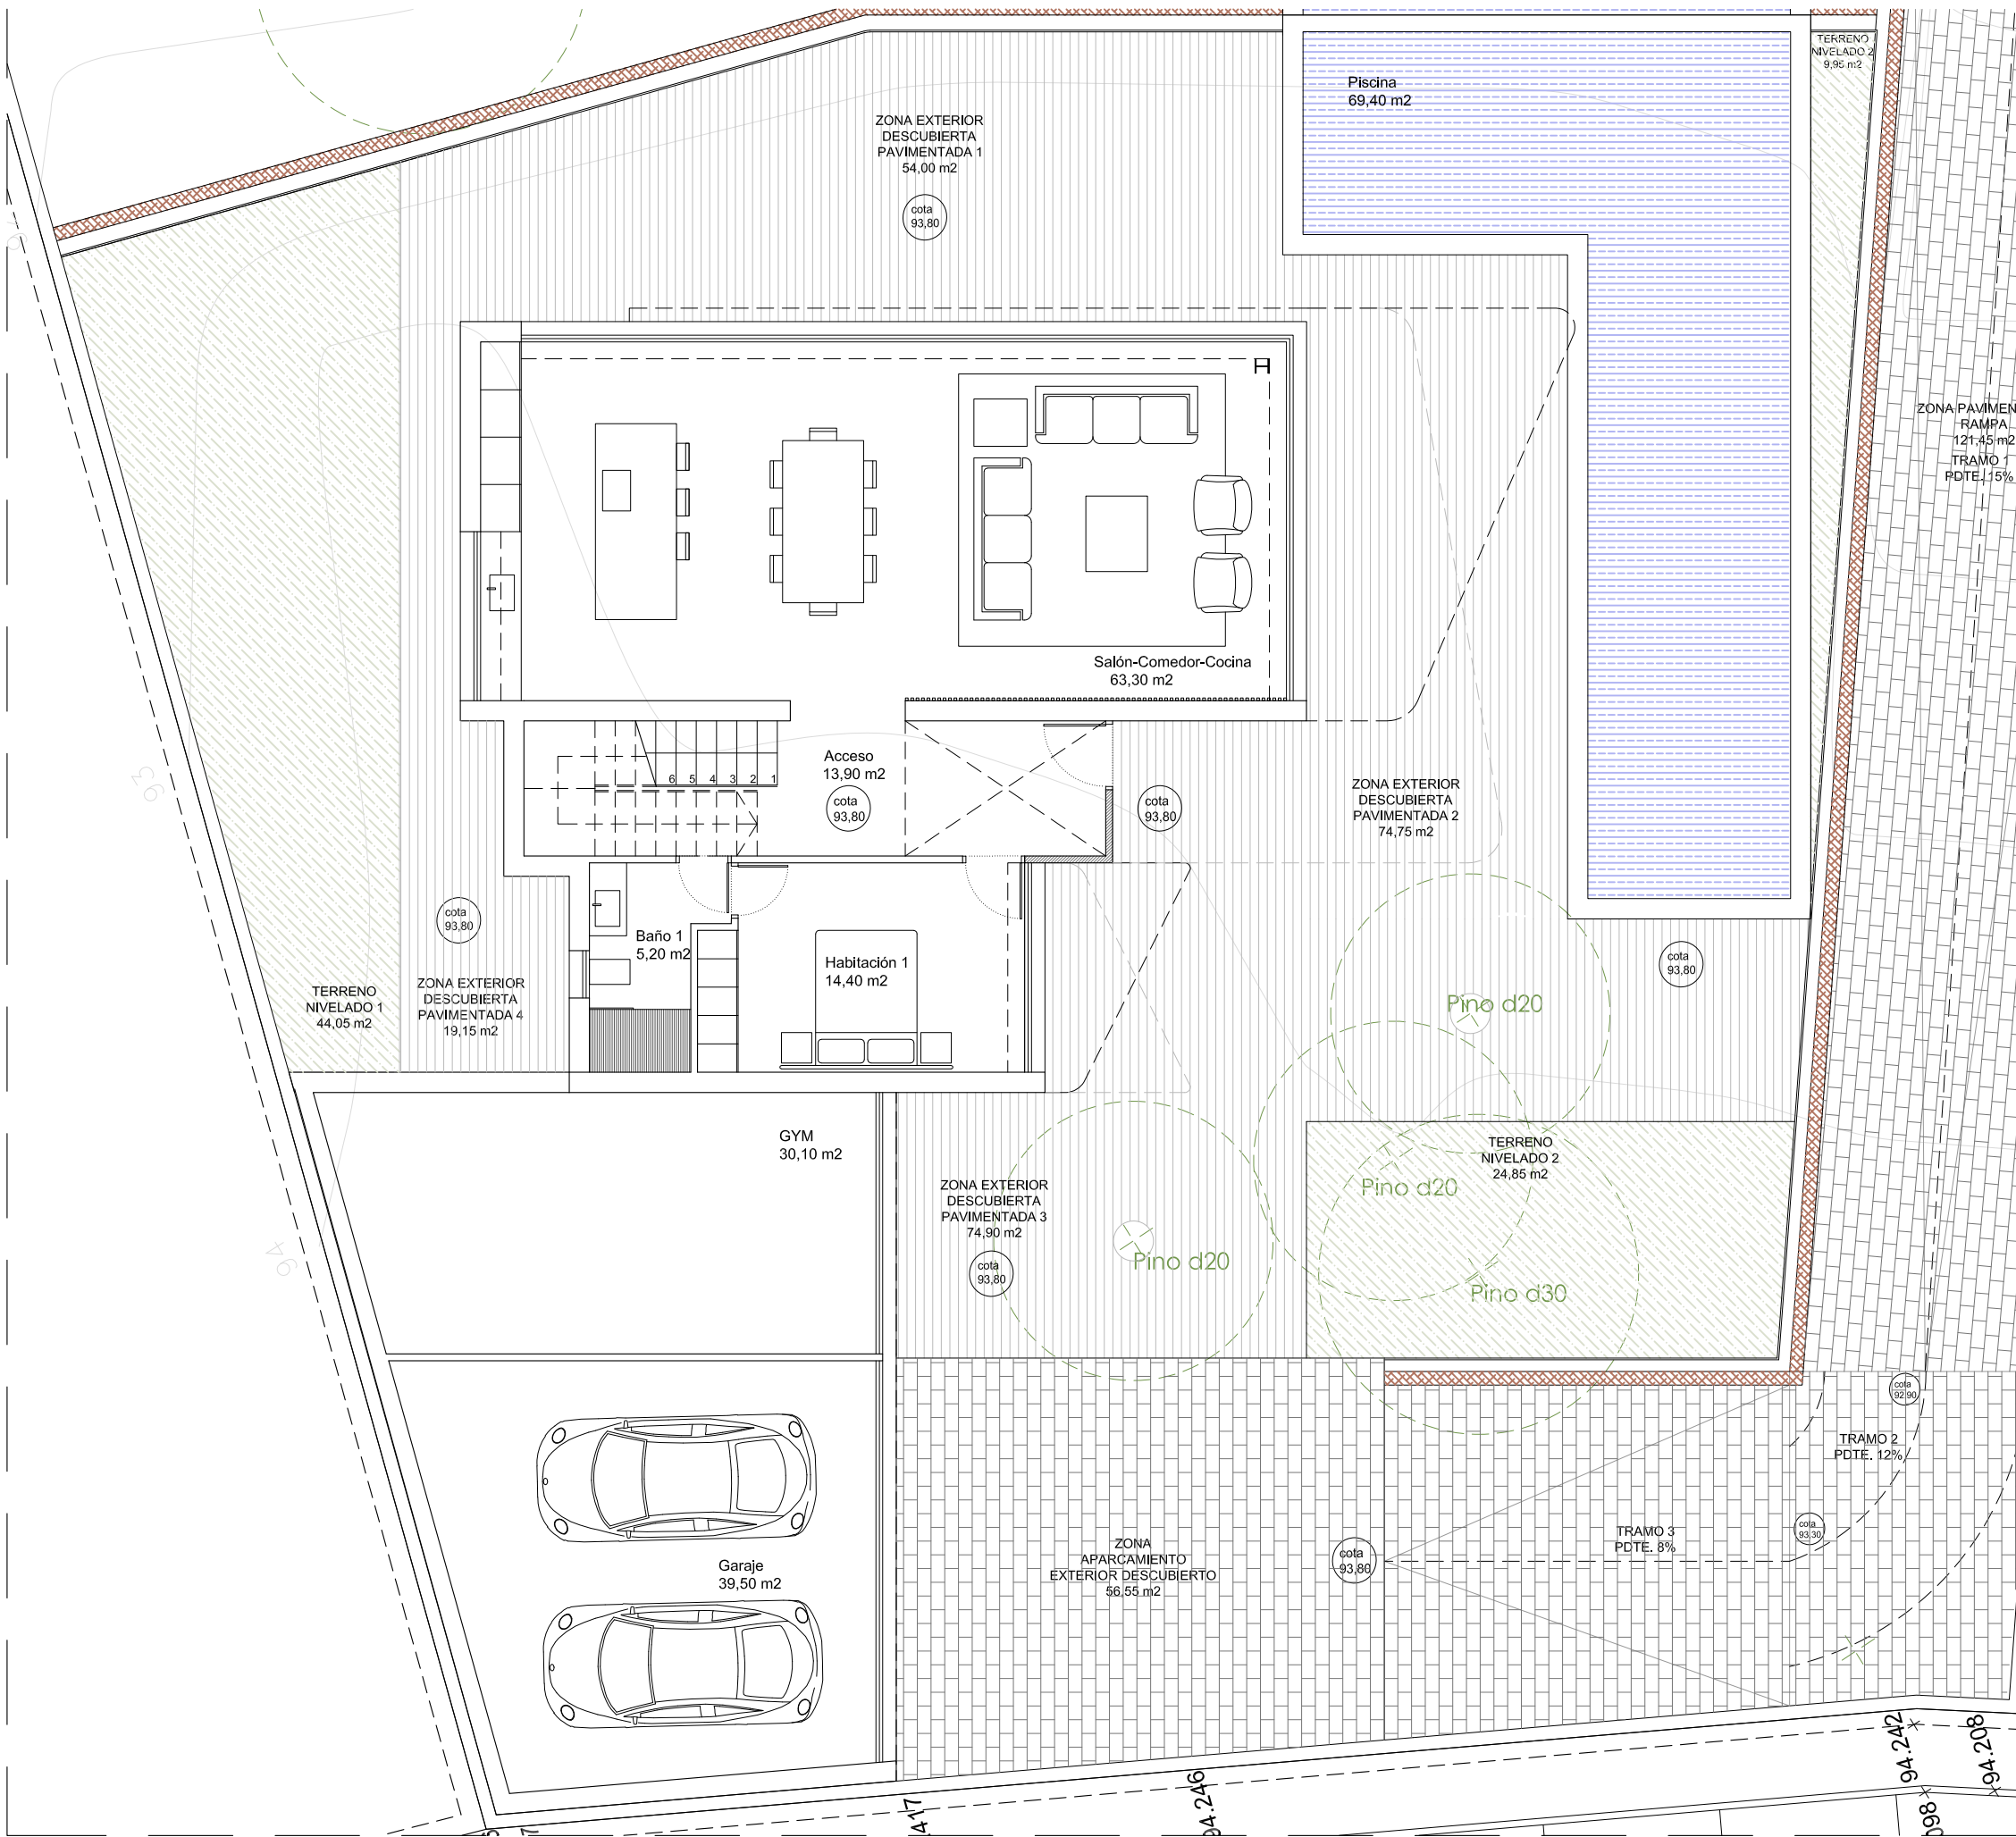 TERRENO
NIVELADO 2
9,95 m2
Piscina
69,40 m2
ZONA EXTERIOR
DESCUBIERTA
PAVIMENTADA 1
54,00 m2
cota
93,80
ZONA PAVIMEN
RAMPA
121,45 m2
TRAMO 1
PDTE. 15%
Salón-Comedor-Cocina
63,30 m2
Acceso
13,90 m2
cota
93,80
6 5 4 3 2 1
cota
93,80
ZONA EXTERIOR
DESCUBIERTA
PAVIMENTADA 2
74,75 m2
93
cota
93,80
Baño 1
5,20 m2
Habitación 1
14,40 m2
cota
93,80
TERRENO
NIVELADO 1
44,05 m2
ZONA EXTERIOR
DESCUBIERTA
PAVIMENTADA 4
19,15 m2
Pino d20
GYM
30,10 m2
TERRENO
NIVELADO 2
24,85 m2
Pino d20
ZONA EXTERIOR
DESCUBIERTA
PAVIMENTADA 3
74,90 m2
cota
93,80
Pino d20
Pino d30
94
cota
92,90
TRAMO 2
PDTE. 12%
cota
93,30
TRAMO 3
PDTE. 8%
ZONA
APARCAMIENTO
EXTERIOR DESCUBIERTO
56,55 m2
cota
93,80
Garaje
39,50 m2
94.242
94.208
94.246
417
098